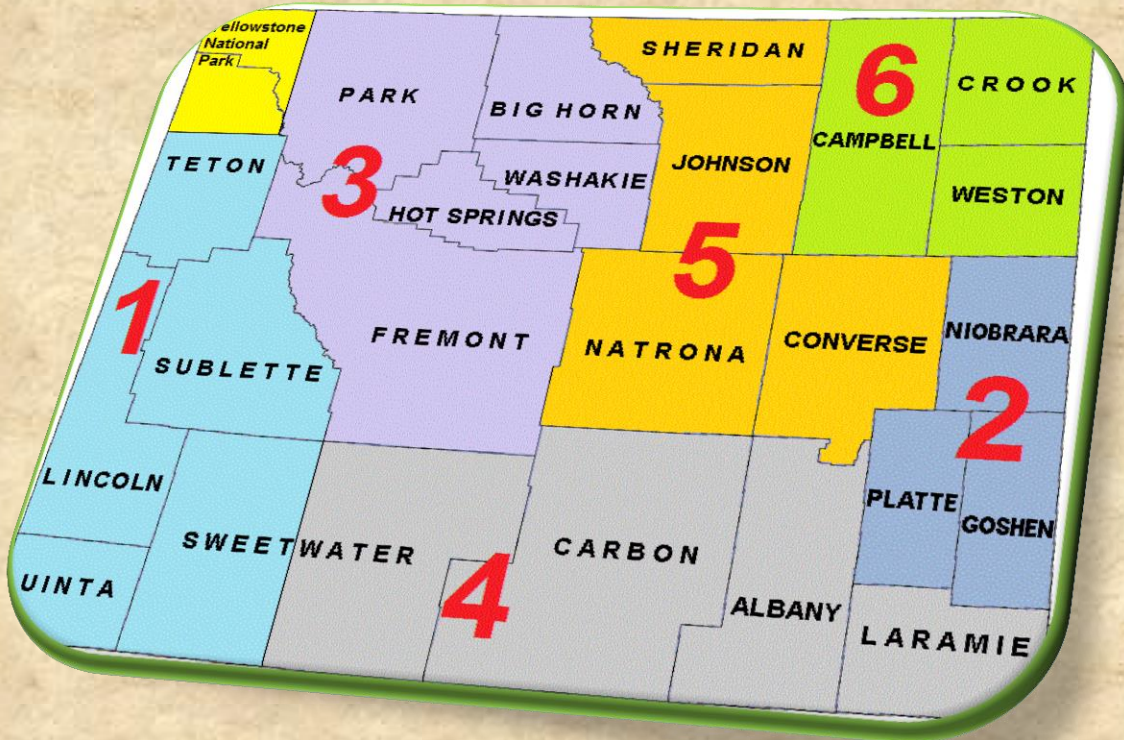 ellowstone
National
Park
SHERIDAN
6
CROOK
PARK
BIG HORN
CAMPBELL
TETON
3
JOHNSON
WASHAKIE
WESTON
HOT SPRINGS
5
1
FREMONT
NATRONA
CONVERSE
NIOBRARA
SUBLETTE
2
LINCOLN
PLATTE
GOSHEN
SWEETWATER
CARBON
4
UINTA
ALBANY
LARAMIE